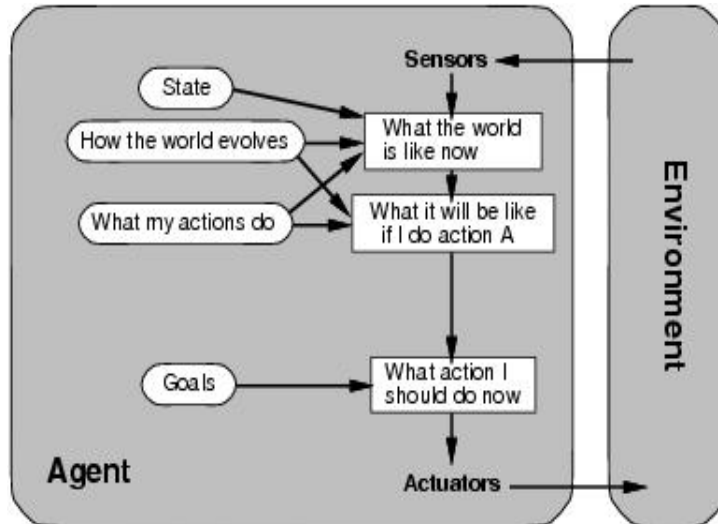 Sensors
State
How the world evolves
What the world
is like now
What my actions do
What it will be like
if I do action A
Goals
What action I
should do now
Agent
Actuators
Environment